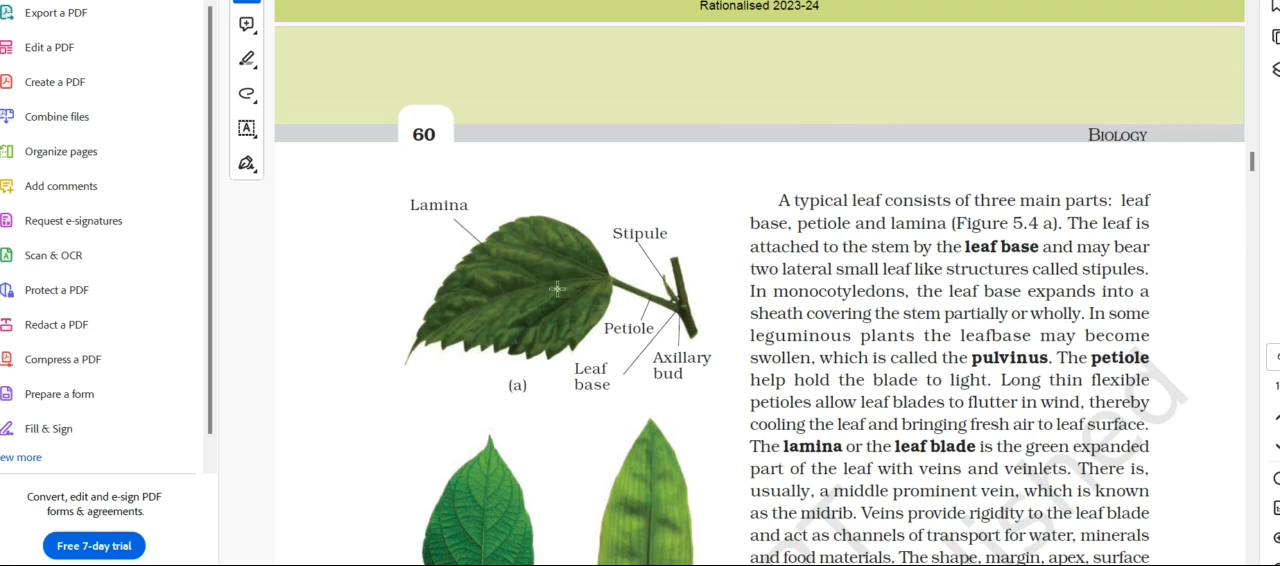 Export a PDF
Edit a PDF
Create a PDF
Combine files
Organize pages
Add comments
Request e-signatures
Scan & OCR
Protect a PDF
Redact a PDF
Compress a PDF
Prepare a form
Fill & Sign
ew more
Convert, edit and e-sign PDF
forms & agreements.
Free 7-day trial
Rationalised 2023-24
60
BIOLOGY
Lamina
Stipule
Petiole
Leaf
base
Axillary
bud
(a)
A typical leaf consists of three main parts: leaf
base, petiole and lamina (Figure 5.4 a). The leaf is
attached to the stem by the leaf base and may bear
two lateral small leaf like structures called stipules.
In monocotyledons, the leaf base expands into a
sheath covering the stem partially or wholly. In some
leguminous plants the leafbase may become
swollen, which is called the pulvinus. The petiole
help hold the blade to light. Long thin flexible
petioles allow leaf blades to flutter in wind, thereby
cooling the leaf and bringing fresh air to leaf surface.
The lamina or the leaf blade is the green expanded
part of the leaf with veins and veinlets. There is,
usually, a middle prominent vein, which is known
as the midrib. Veins provide rigidity to the leaf blade
and act as channels of transport for water, minerals
and food materials. The shape, margin, apex, surface